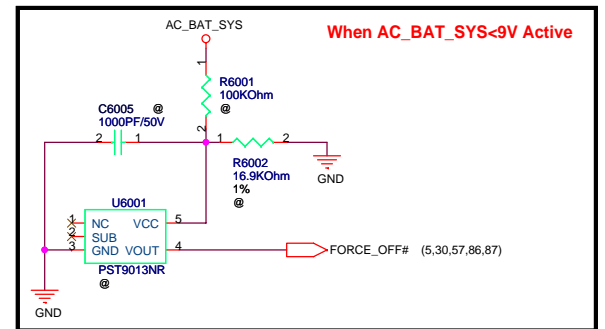 AC_BAT_SYS
When AC_BAT_SYS<9V Active
1
R6001
100KOhm
@
2
C6005 @
1000PF/50V
2 1
1 2
R6002
16.9KOhm
1%
@
GND
U6001
1 NC VCC 5
2 SUB
3 GND VOUT 4
PST9013NR
@
FORCE_OFF# (5,30,57,86,87)
GND